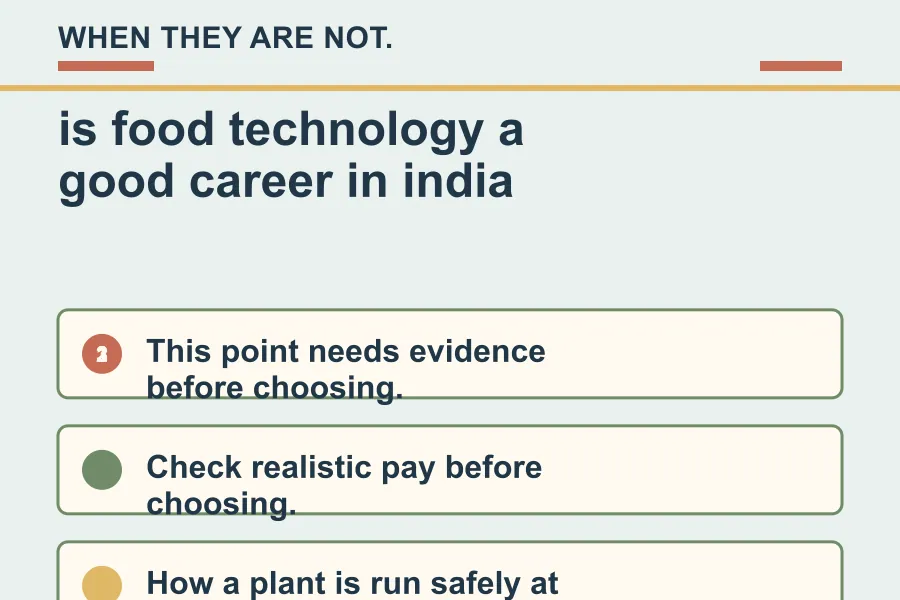 WHEN THEY ARE NOT.
is food technology a
good career in india
This point needs evidence
before choosing.
Check realistic pay before
choosing.
How a plant is run safely at